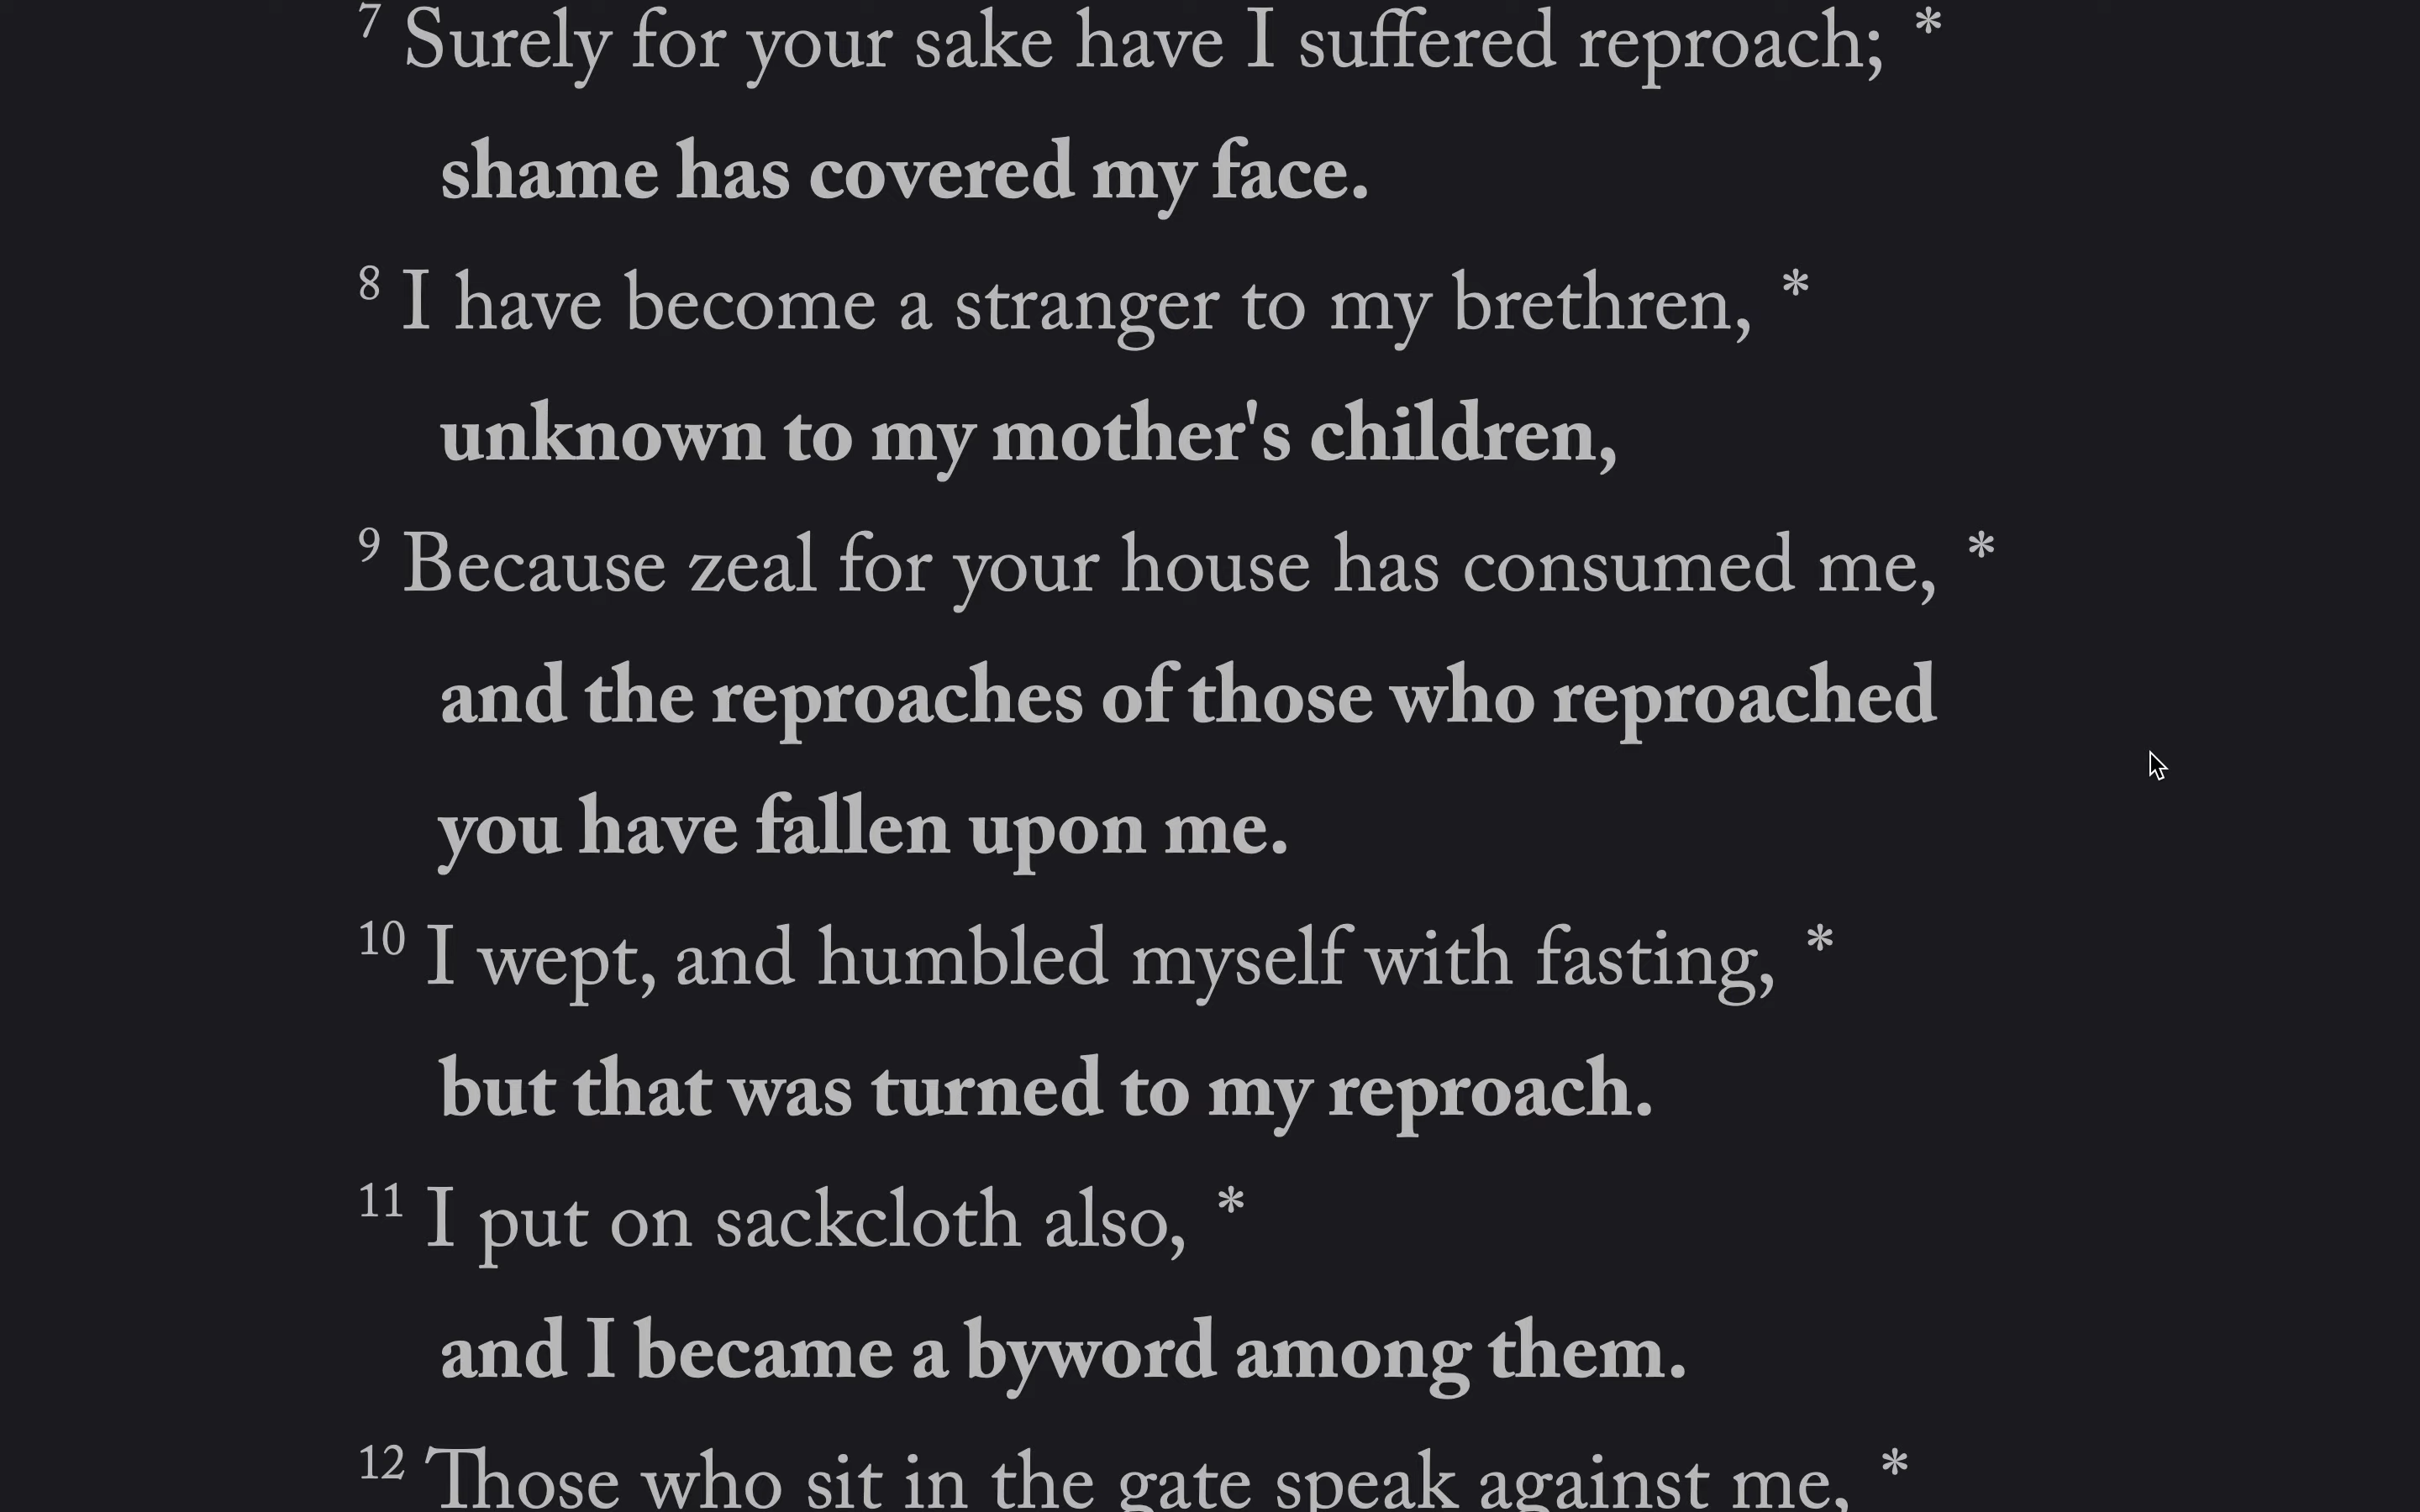 7 Surely for your sake have I suffered reproach; *
shame has covered my face.
8 I have become a stranger to my brethren, *
unknown to my mother's children,
9 Because zeal for your house has consumed me, *
and the reproaches of those who reproached
you have fallen upon me.
10 I wept, and humbled myself with fasting, *
but that was turned to my reproach.
11 I put on sackcloth also, *
and I became a byword among them.
12 Those who sit in the gate speak against me, *